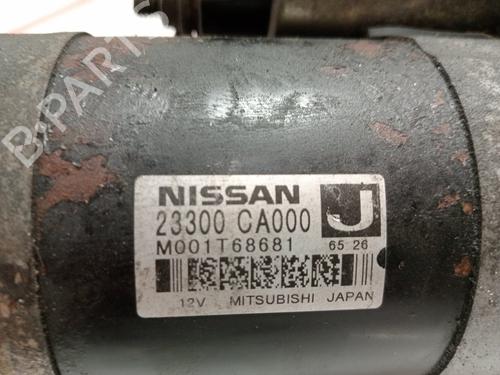 B-PARTS
NISSAN
23300 CA000
J
M001T68681
65 26
12V MITSUBISHI JAPAN